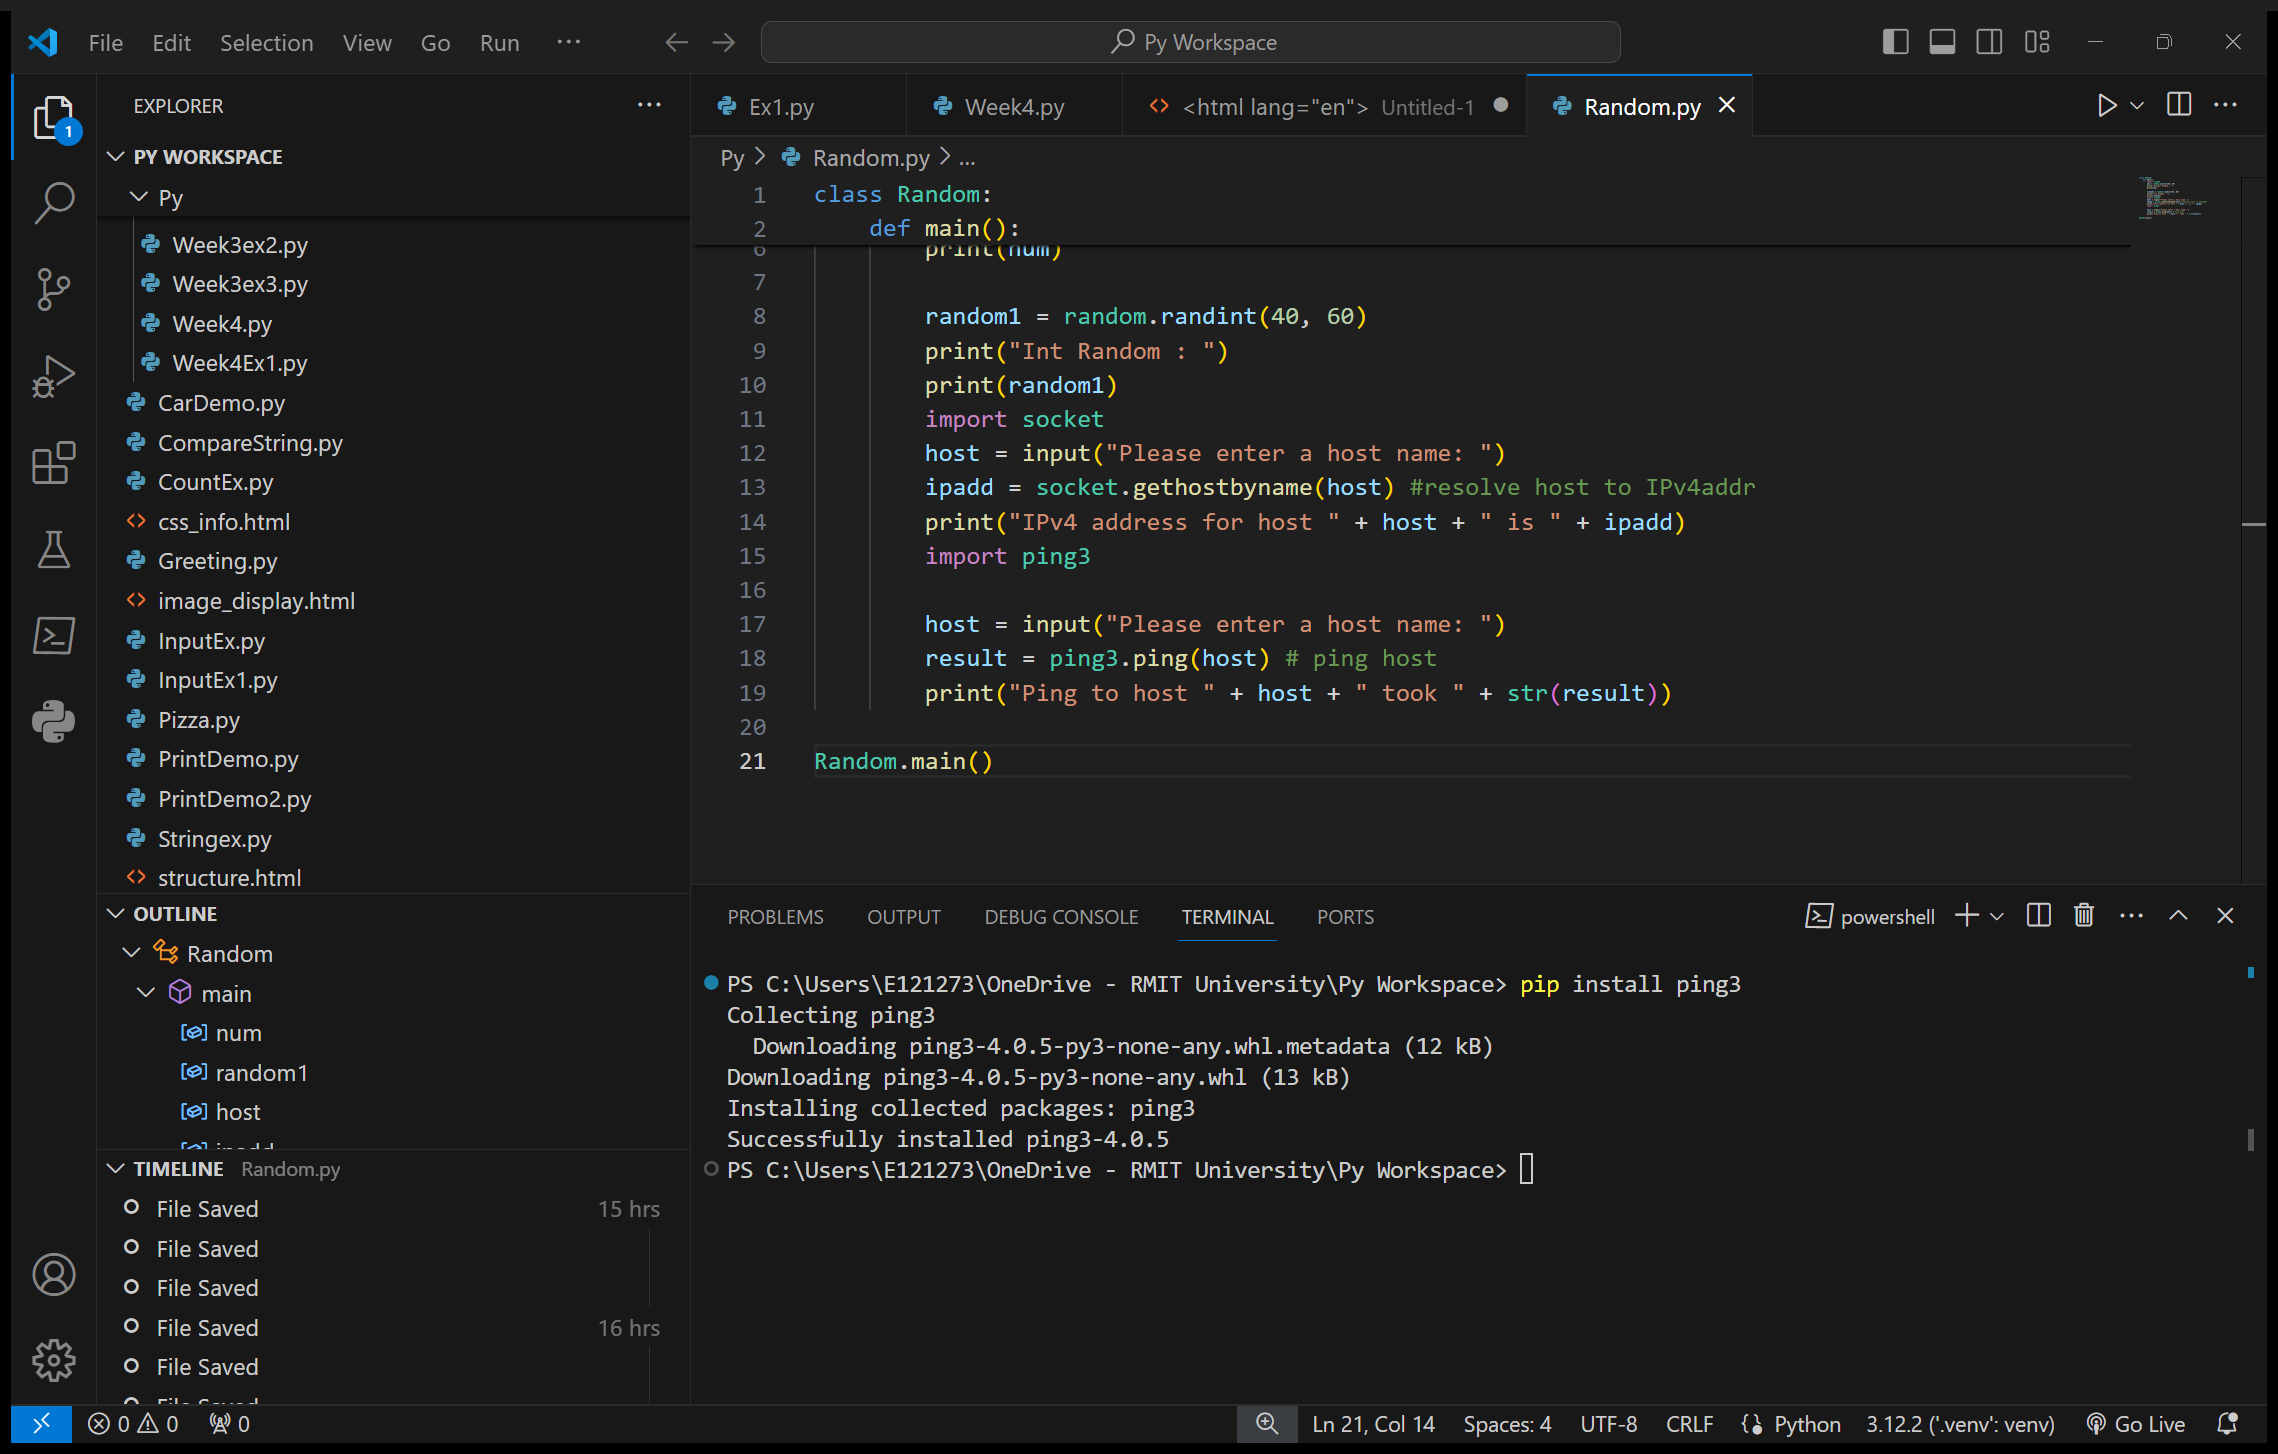 File Edit Selection View Go Run ...
Py Workspace
EXPLORER
1
PY WORKSPACE
Py
Week3ex2.py
Week3ex3.py
Week4.py
Week4Ex1.py
CarDemo.py
CompareString.py
CountEx.py
css_info.html
Greeting.py
image_display.html
InputEx.py
InputEx1.py
Pizza.py
PrintDemo.py
PrintDemo2.py
Stringex.py
structure.html
OUTLINE
Random
main
num
random1
host
ipadd
TIMELINE Random.py
File Saved 15 hrs
File Saved
File Saved
File Saved 16 hrs
File Saved
File Saved
Ex1.py Week4.py <html lang="en"> Untitled-1 Random.py
Py > Random.py > ...
1 class Random:
2 def main():
6 print(num)
7
8 random1 = random.randint(40, 60)
9 print("Int Random : ")
10 print(random1)
11 import socket
12 host = input("Please enter a host name: ")
13 ipadd = socket.gethostbyname(host) #resolve host to IPv4addr
14 print("IPv4 address for host " + host + " is " + ipadd)
15 import ping3
16
17 host = input("Please enter a host name: ")
18 result = ping3.ping(host) # ping host
19 print("Ping to host " + host + " took " + str(result))
20
21 Random.main()
PROBLEMS OUTPUT DEBUG CONSOLE TERMINAL PORTS powershell
PS C:\Users\E121273\OneDrive - RMIT University\Py Workspace> pip install ping3
Collecting ping3
Downloading ping3-4.0.5-py3-none-any.whl.metadata (12 kB)
Downloading ping3-4.0.5-py3-none-any.whl (13 kB)
Installing collected packages: ping3
Successfully installed ping3-4.0.5
PS C:\Users\E121273\OneDrive - RMIT University\Py Workspace>
0 0 0 Ln 21, Col 14 Spaces: 4 UTF-8 CRLF Python 3.12.2 ('.venv': venv) Go Live